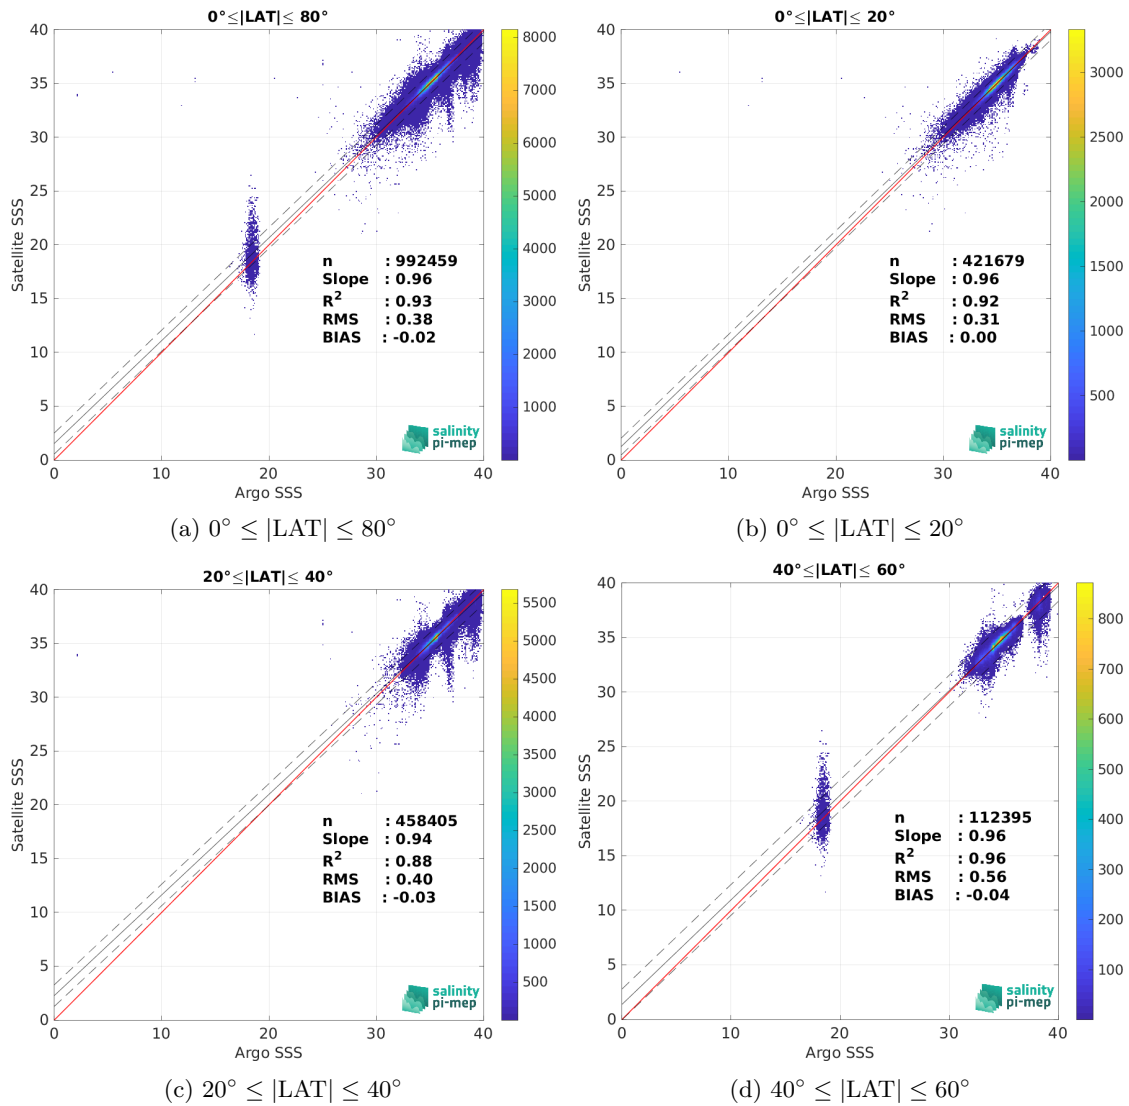 0°≤|LAT|≤ 80°
Satellite SSS
40
35
30
25
20
15
10
5
0
0
10
20
30
40
Argo SSS
n : 992459
Slope : 0.96
R² : 0.93
RMS : 0.38
BIAS : -0.02
salinity
pi-mep
8000
7000
6000
5000
4000
3000
2000
1000
(a) 0° ≤ |LAT| ≤ 80°
0°≤|LAT|≤ 20°
Satellite SSS
40
35
30
25
20
15
10
5
0
0
10
20
30
40
Argo SSS
n : 421679
Slope : 0.96
R² : 0.92
RMS : 0.31
BIAS : 0.00
salinity
pi-mep
3000
2500
2000
1500
1000
500
(b) 0° ≤ |LAT| ≤ 20°
20°≤|LAT|≤ 40°
Satellite SSS
40
35
30
25
20
15
10
5
0
0
10
20
30
40
Argo SSS
n : 458405
Slope : 0.94
R² : 0.88
RMS : 0.40
BIAS : -0.03
salinity
pi-mep
5500
5000
4500
4000
3500
3000
2500
2000
1500
1000
500
(c) 20° ≤ |LAT| ≤ 40°
40°≤|LAT|≤ 60°
Satellite SSS
40
35
30
25
20
15
10
5
0
0
10
20
30
40
Argo SSS
n : 112395
Slope : 0.96
R² : 0.96
RMS : 0.56
BIAS : -0.04
salinity
pi-mep
800
700
600
500
400
300
200
100
(d) 40° ≤ |LAT| ≤ 60°